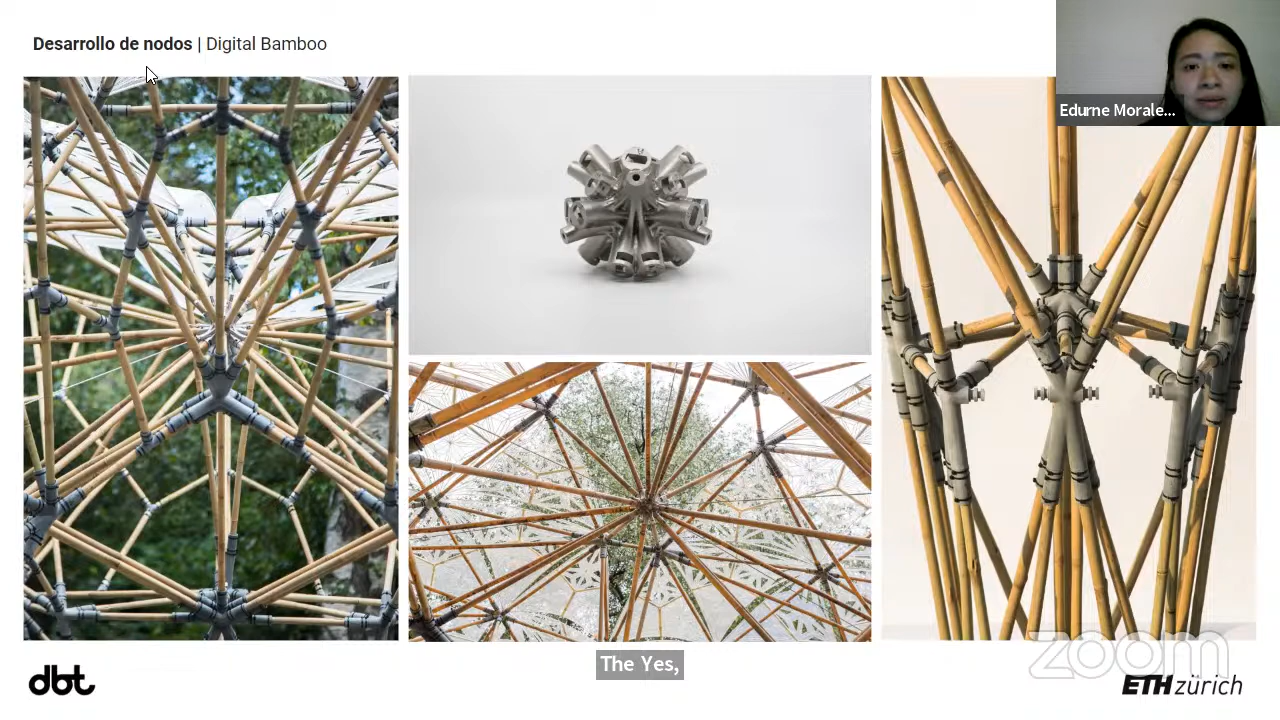 Desarrollo de nodos | Digital Bamboo
Edurne Morale...
The Yes,
zoom
dbt
ETH zürich